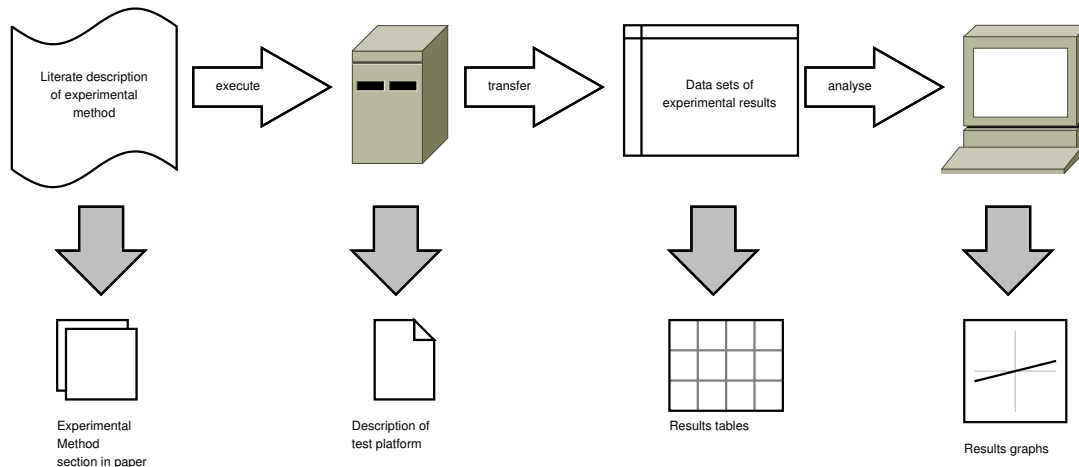 Literate description
of experimental
method
execute
transfer
Data sets of
experimental results
analyse
Experimental
Method
section in paper
Description of
test platform
Results tables
Results graphs